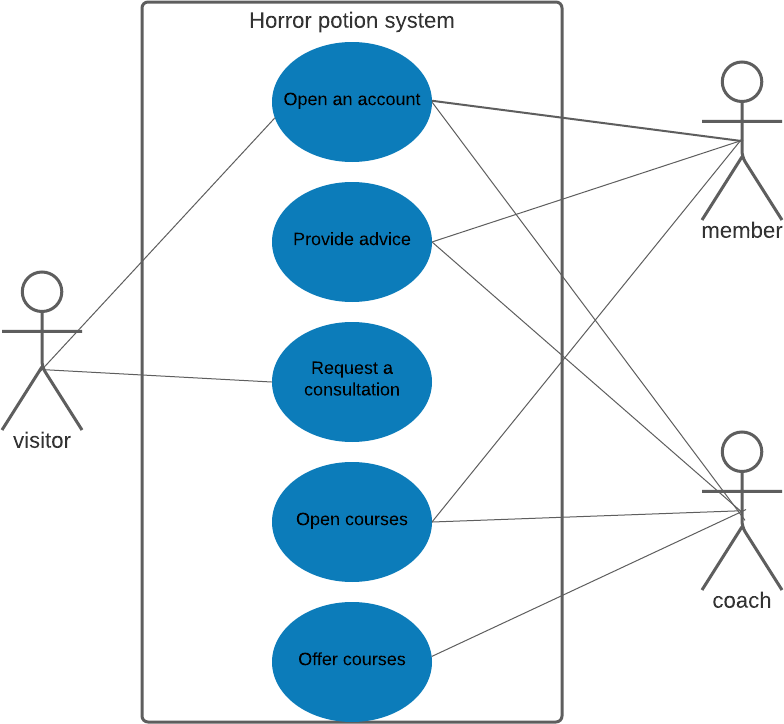 Horror potion system
Open an account
Provide advice
member
Request a
consultation
visitor
Open courses
coach
Offer courses